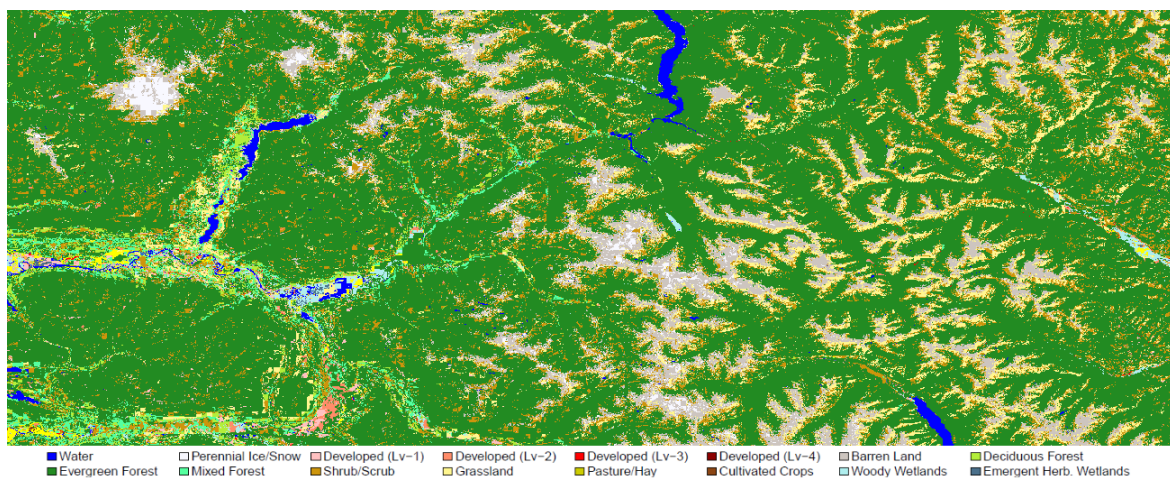 Water Perennial Ice/Snow Developed (Lv-1) Developed (Lv-2) Developed (Lv-3) Developed (Lv-4) Barren Land Deciduous Forest
Evergreen Forest Mixed Forest Shrub/Scrub Grassland Pasture/Hay Cultivated Crops Woody Wetlands Emergent Herb. Wetlands